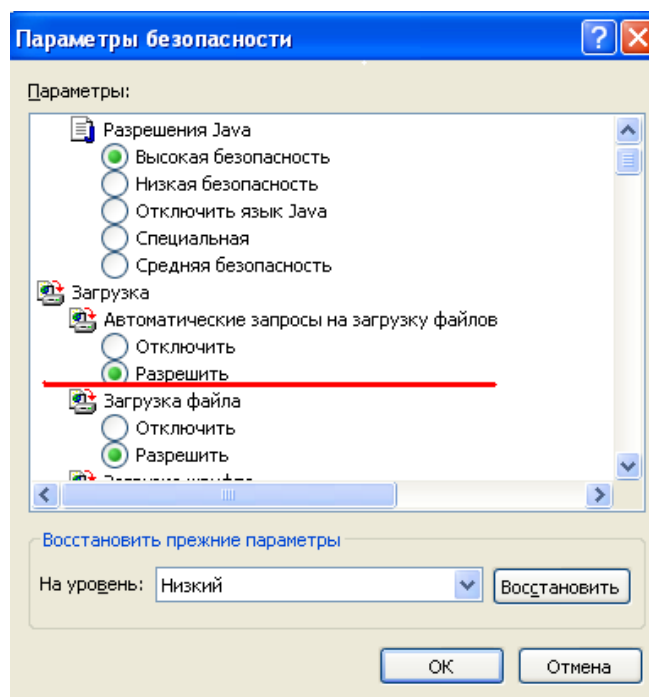 Параметры безопасности
Параметры:
Разрешения Java
Высокая безопасность
Низкая безопасность
Отключить язык Java
Специальная
Средняя безопасность
Загрузка
Автоматические запросы на загрузку файлов
Отключить
Разрешить
Загрузка файла
Отключить
Разрешить
Восстановить прежние параметры
На уровень: Низкий Восстановить
ОК Отмена